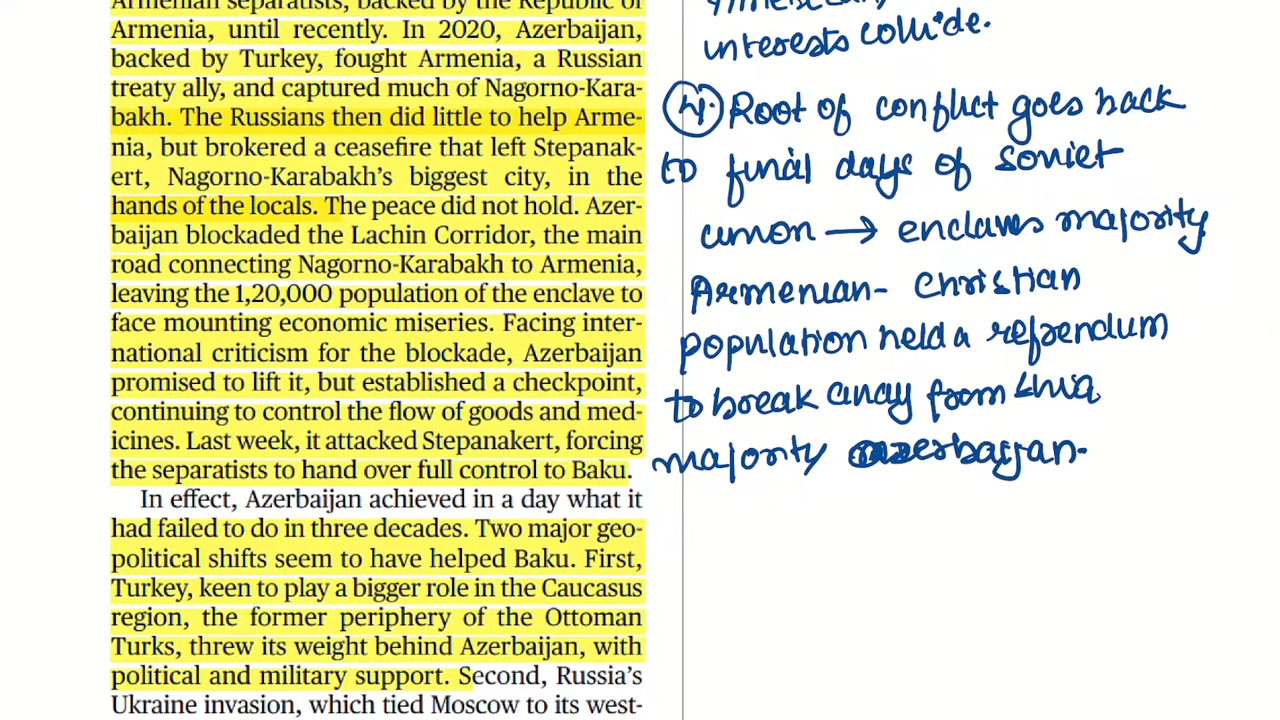 Armenian separatists, backed by the Republic of
Armenia, until recently. In 2020, Azerbaijan,
backed by Turkey, fought Armenia, a Russian
treaty ally, and captured much of Nagorno-Kara-
bakh. The Russians then did little to help Arme-
nia, but brokered a ceasefire that left Stepanak-
ert, Nagorno-Karabakh's biggest city, in the
hands of the locals. The peace did not hold. Azer-
baijan blockaded the Lachin Corridor, the main
road connecting Nagorno-Karabakh to Armenia,
leaving the 1,20,000 population of the enclave to
face mounting economic miseries. Facing inter-
national criticism for the blockade, Azerbaijan
promised to lift it, but established a checkpoint,
continuing to control the flow of goods and med-
icines. Last week, it attacked Stepanakert, forcing
the separatists to hand over full control to Baku.
In effect, Azerbaijan achieved in a day what it
had failed to do in three decades. Two major geo-
political shifts seem to have helped Baku. First,
Turkey, keen to play a bigger role in the Caucasus
region, the former periphery of the Ottoman
Turks, threw its weight behind Azerbaijan, with
political and military support. Second, Russia's
Ukraine invasion, which tied Moscow to its west-
interests collide.
4. Root of conflict goes back
to final days of soviet
union → enclaves majority
Armenian- Christian
population held a refrendum
to break away from shia
majority azerbaijan.